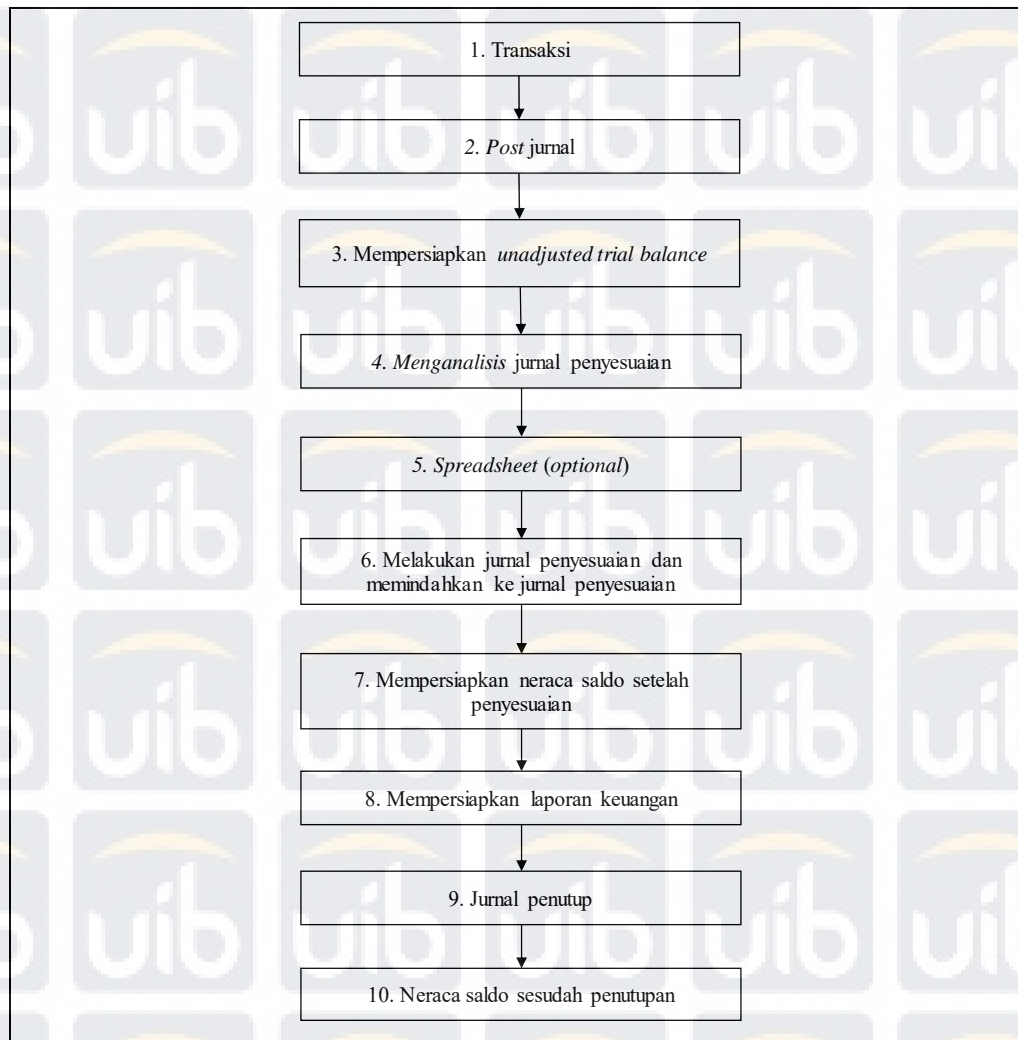 1. Transaksi
2. Post jurnal
3. Mempersiapkan unadjusted trial balance
4. Menganalisis jurnal penyesuaian
5. Spreadsheet (optional)
6. Melakukan jurnal penyesuaian dan
memindahkan ke jurnal penyesuaian
7. Mempersiapkan neraca saldo setelah
penyesuaian
8. Mempersiapkan laporan keuangan
9. Jurnal penutup
10. Neraca saldo sesudah penutupan